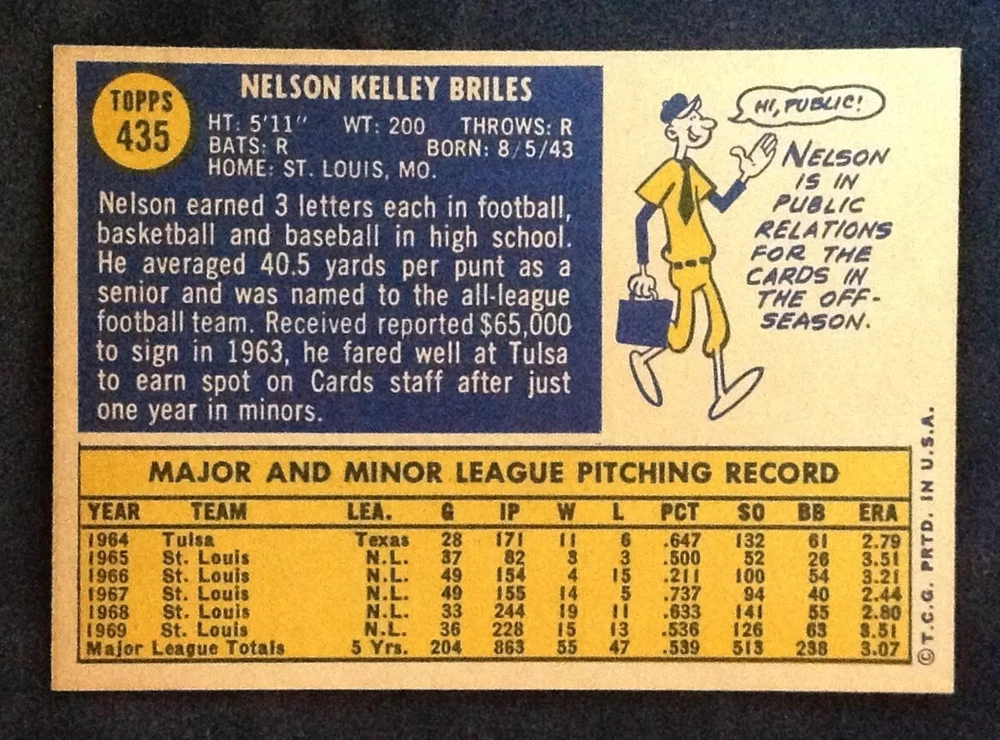 TOPPS
435
NELSON KELLEY BRILES
HT: 5'11" WT: 200 THROWS: R
BATS: R BORN: 8/5/43
HOME: ST. LOUIS, MO.
Nelson earned 3 letters each in football,
basketball and baseball in high school.
He averaged 40.5 yards per punt as a
senior and was named to the all-league
football team. Received reported $65,000
to sign in 1963, he fared well at Tulsa
to earn spot on Cards staff after just
one year in minors.
HI, PUBLIC!
NELSON
IS IN
PUBLIC
RELATIONS
FOR THE
CARDS IN
THE OFF-
SEASON.
MAJOR AND MINOR LEAGUE PITCHING RECORD
YEAR TEAM LEA. G IP W L PCT SO BB ERA
1964 Tulsa Texas 28 171 11 6 .647 132 61 2.79
1965 St. Louis N.L. 37 82 3 3 .500 52 26 3.51
1966 St. Louis N.L. 49 154 4 15 .211 100 54 3.21
1967 St. Louis N.L. 49 155 14 5 .737 94 40 2.44
1968 St. Louis N.L. 33 244 19 11 .633 141 55 2.80
1969 St. Louis N.L. 36 228 15 13 .536 126 63 3.51
Major League Totals 5 Yrs. 204 863 55 47 .539 513 238 3.07
©T.C.G. PRTD. IN U.S.A.